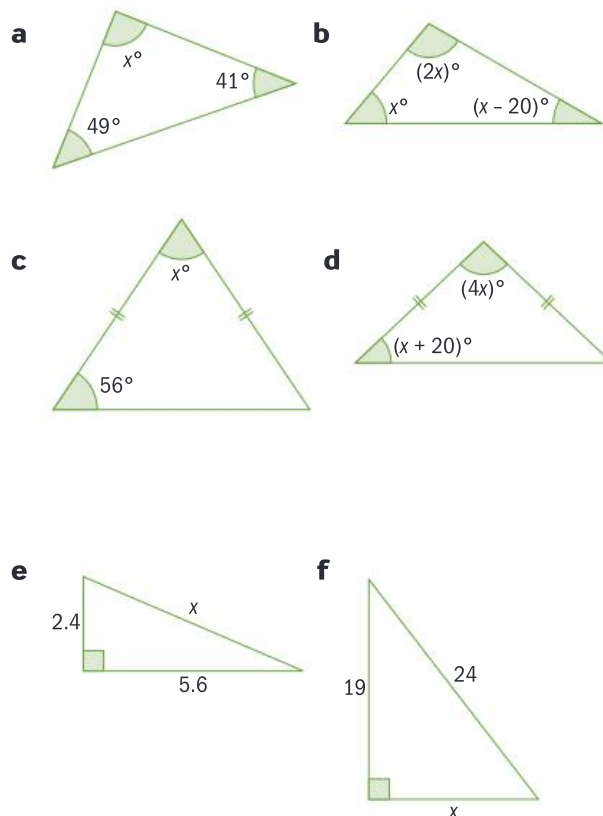 a
x°
41°
49°
b
(2x)°
x°
(x – 20)°
c
x°
56°
d
(4x)°
(x + 20)°
e
2.4
x
5.6
f
19
24
x